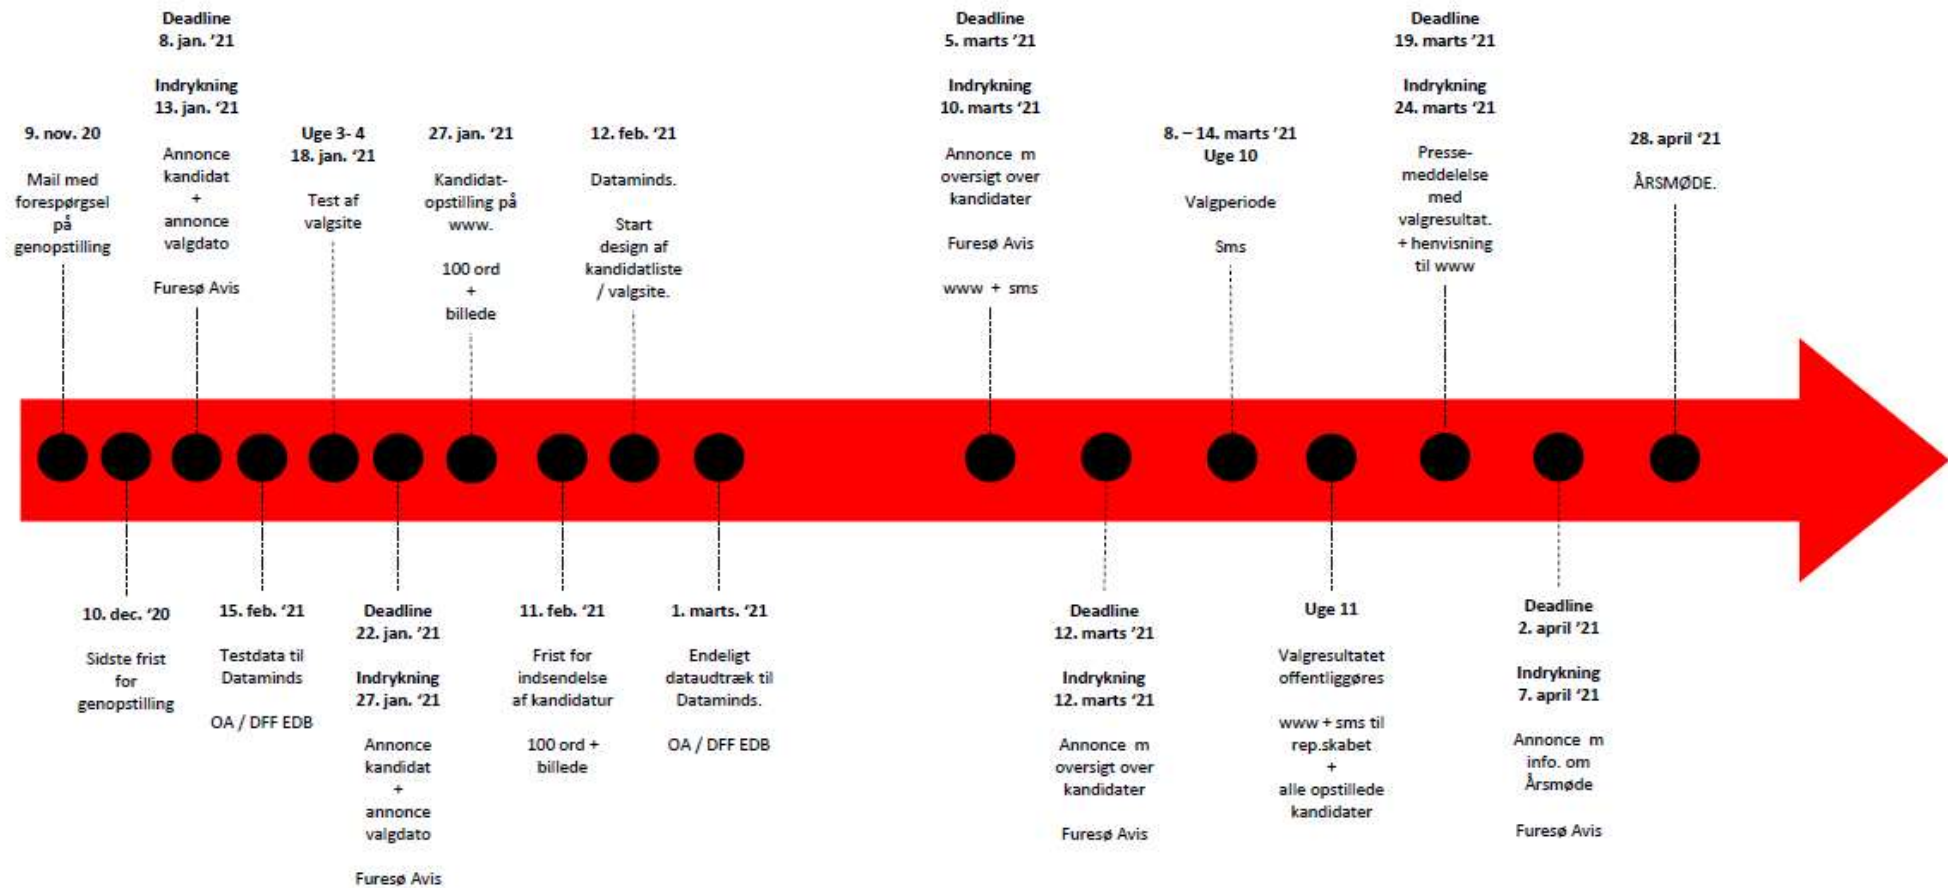 9. nov. 20
Mail med
forespørgsel
på
genopstilling
Deadline
8. jan. ’21
Indrykning
13. jan. ‘21
Annonce
kandidat
+
annonce
valgdato
Furesø Avis
Uge 3- 4
18. jan. ’21
Test af
valgsite
27. jan. ’21
Kandidat-
opstilling på
www.
100 ord
+
billede
12. feb. ’21
Dataminds.
Start
design af
kandidatliste
/ valgsite.
Deadline
5. marts ’21
Indrykning
10. marts ’21
Annonce m
oversigt over
kandidater
Furesø Avis
www + sms
8. – 14. marts ’21
Uge 10
Valgperiode
Sms
Deadline
19. marts ’21
Indrykning
24. marts ’21
Presse-
meddelelse
med
valgresultat.
+ henvisning
til www
28. april ‘21
ÅRSMØDE.
10. dec. ‘20
Sidste frist
for
genopstilling
15. feb. ‘21
Testdata til
Dataminds
OA / DFF EDB
Deadline
22. jan. ’21
Indrykning
27. jan. ’21
Annonce
kandidat
+
annonce
valgdato
Furesø Avis
11. feb. ’21
Frist for
indsendelse
af kandidatur
100 ord +
billede
1. marts. ‘21
Endeligt
dataudtræk til
Dataminds.
OA / DFF EDB
Deadline
12. marts ’21
Indrykning
12. marts ’21
Annonce m
oversigt over
kandidater
Furesø Avis
Uge 11
Valgresultatet
offentliggøres
www + sms til
rep.skabet
+
alle opstillede
kandidater
Deadline
2. april ’21
Indrykning
7. april ’21
Annonce m
info. om
Årsmøde
Furesø Avis